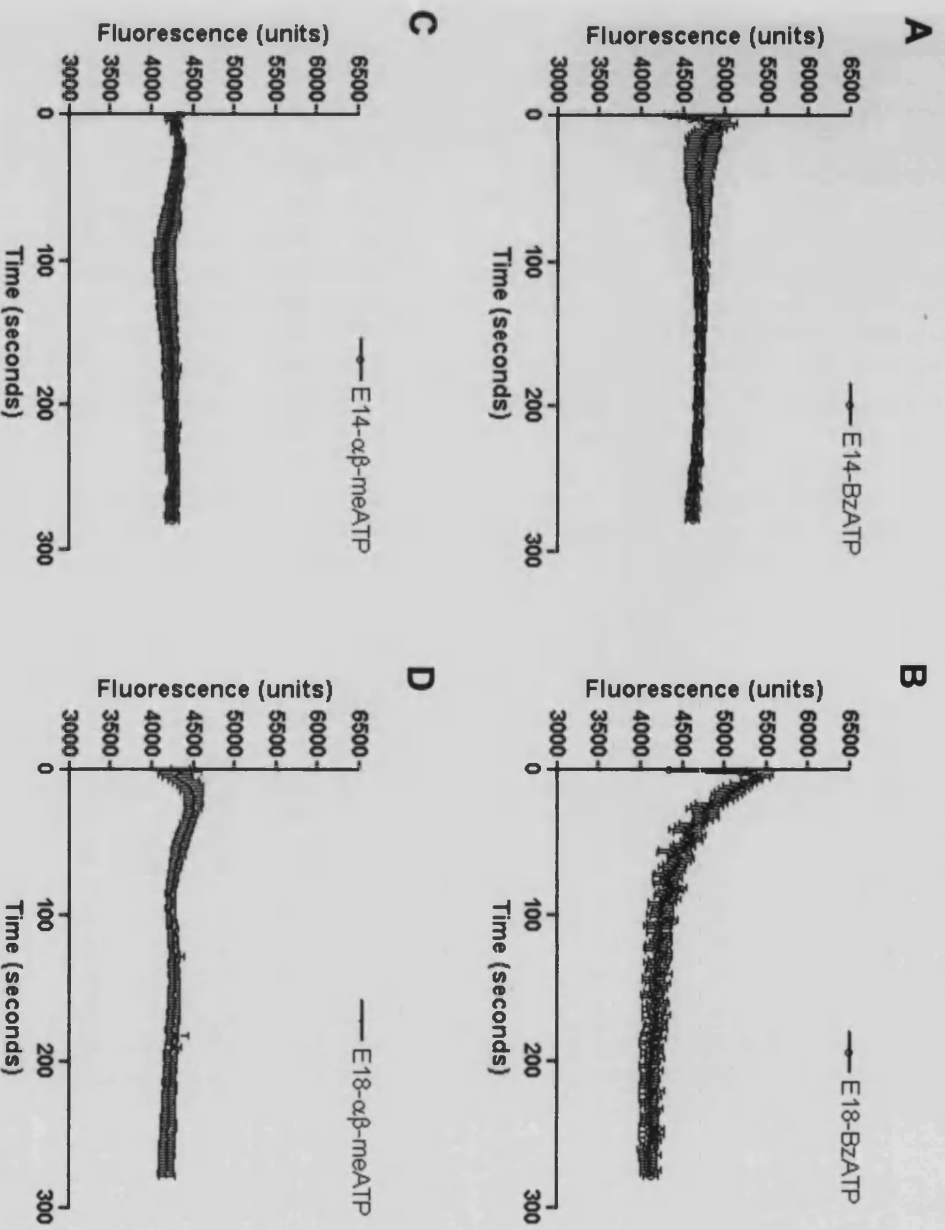 A
E14-BzATP
Fluorescence (units)
6500
6000
5500
5000
4500
4000
3500
3000
0 100 200 300
Time (seconds)
B
E18-BzATP
Fluorescence (units)
6500
6000
5500
5000
4500
4000
3500
3000
0 100 200 300
Time (seconds)
C
E14-αβ-meATP
Fluorescence (units)
6500
6000
5500
5000
4500
4000
3500
3000
0 100 200 300
Time (seconds)
D
E18-αβ-meATP
Fluorescence (units)
6500
6000
5500
5000
4500
4000
3500
3000
0 100 200 300
Time (seconds)